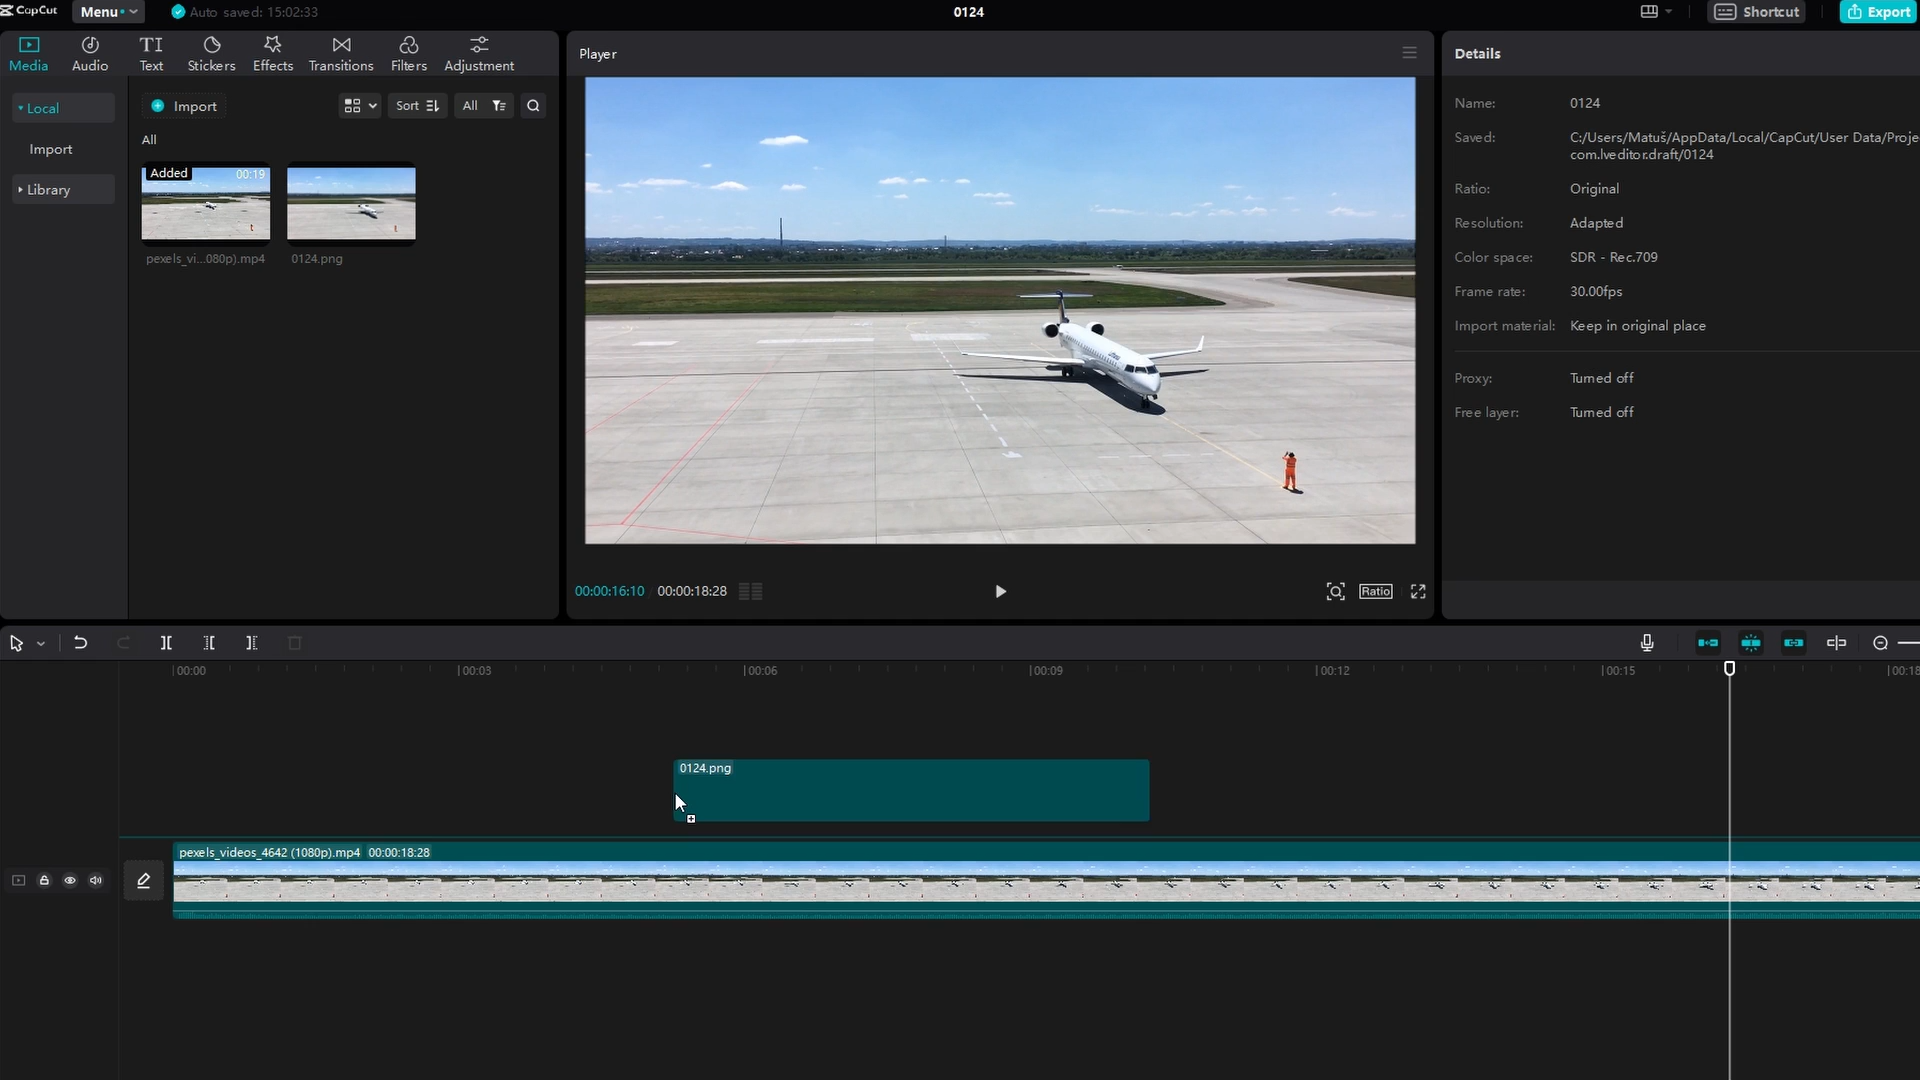 CapCut
Menu
Auto saved: 15:02:33
0124
Shortcut
Export
Media
Audio
TI
Text
Stickers
Effects
Transitions
Filters
Adjustment
Local
Import
Library
Import
Sort
All
All
Added
00:19
pexels_vi...080p).mp4
0124.png
Player
00:00:16:10
00:00:18:28
Ratio
Details
Name:
0124
Saved:
C:/Users/Matuš/AppData/Local/CapCut/User Data/Proje
com.lveditor.draft/0124
Ratio:
Original
Resolution:
Adapted
Color space:
SDR - Rec.709
Frame rate:
30.00fps
Import material:
Keep in original place
Proxy:
Turned off
Free layer:
Turned off
00:00
00:03
00:06
00:09
00:12
00:15
00:18
0124.png
pexels_videos_4642 (1080p).mp4
00:00:18:28